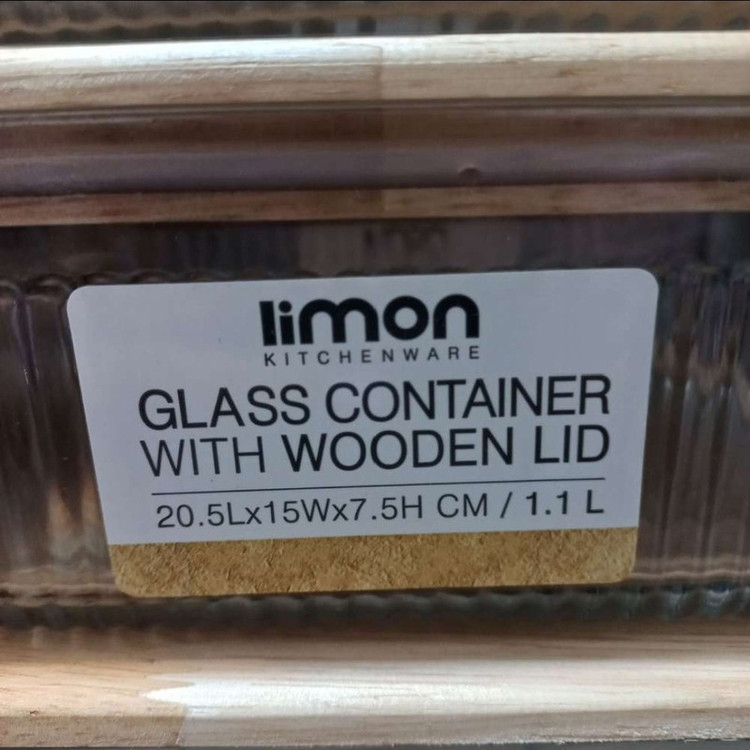 limon
KITCHENWARE
GLASS CONTAINER
WITH WOODEN LID
20.5Lx15Wx7.5H CM / 1.1 L